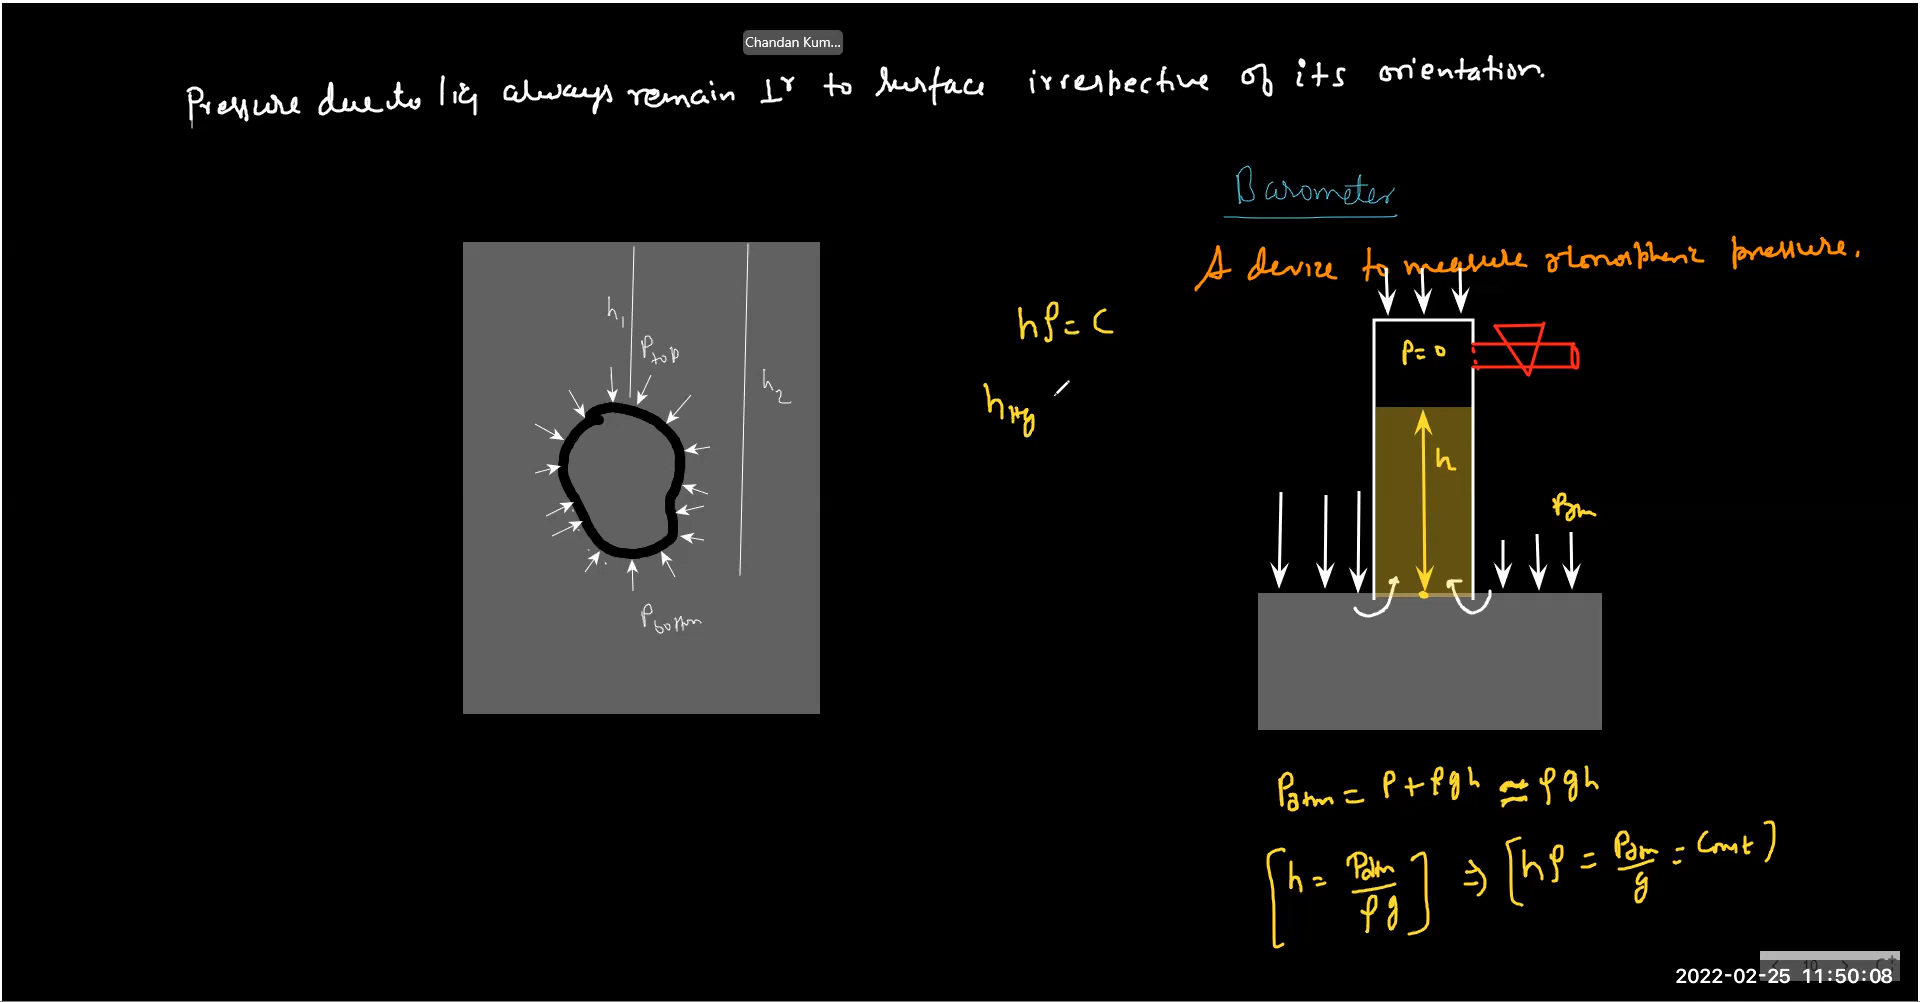 Chandan Kum...
Pressure due to liq always remain ⊥r to surface irrespective of its orientation.
Barometer
A device to measure atmospheric pressure.
h1
Ptop
h2
Pbottom
hρ = C
hHg
P=0
h
Patm
Patm = P + ρgh ≃ ρgh
[h = Patm/ρg] ⇒ [hρ = Patm/g = Const]
10
2022-02-25 11:50:08